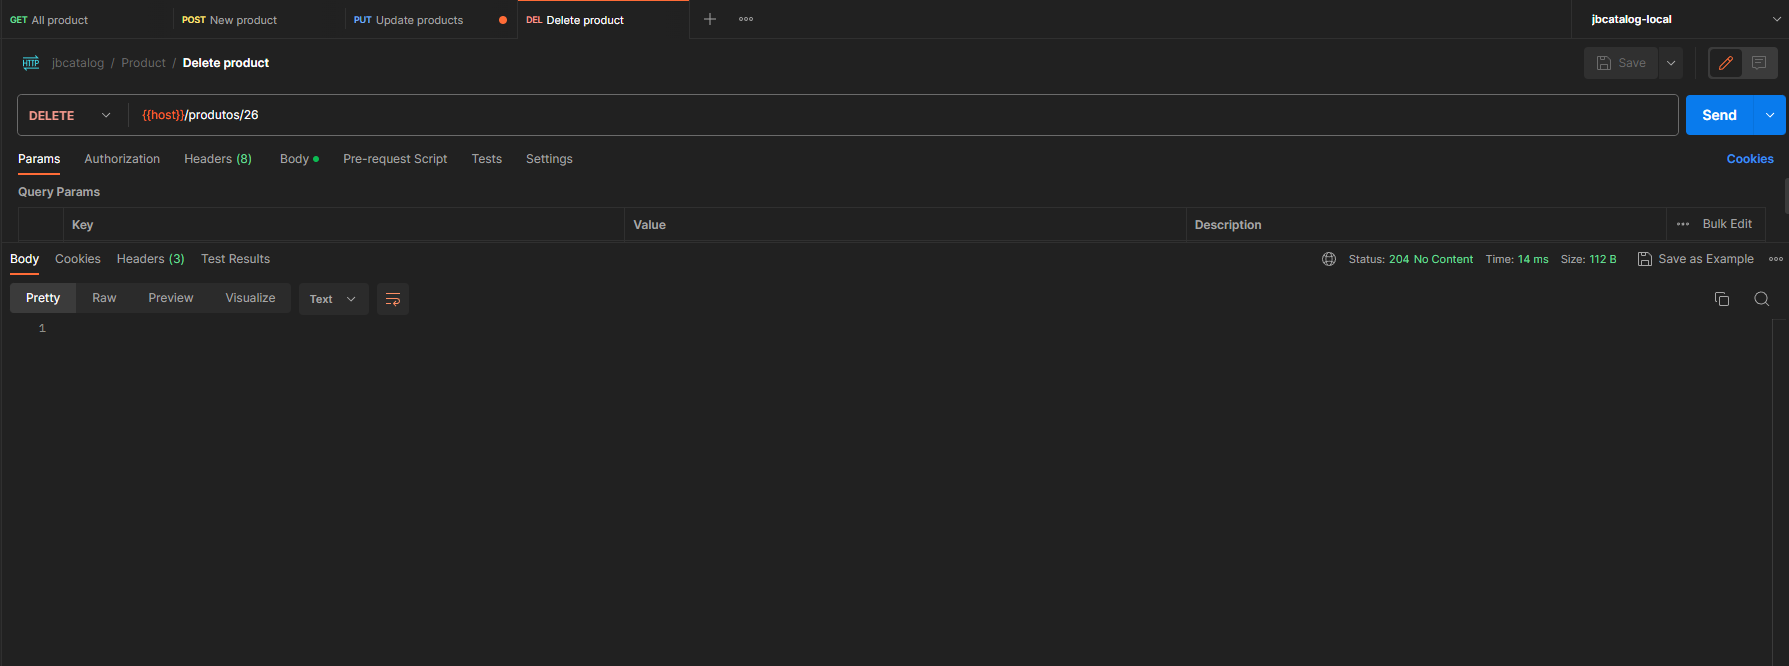 GET All product POST New product PUT Update products DEL Delete product jbcatalog-local
HTTP jbcatalog / Product / Delete product Save
DELETE {{host}}/produtos/26 Send
Params Authorization Headers (8) Body Pre-request Script Tests Settings Cookies
Query Params
Key Value Description Bulk Edit
Body Cookies Headers (3) Test Results Status: 204 No Content Time: 14 ms Size: 112 B Save as Example
Pretty Raw Preview Visualize Text
1